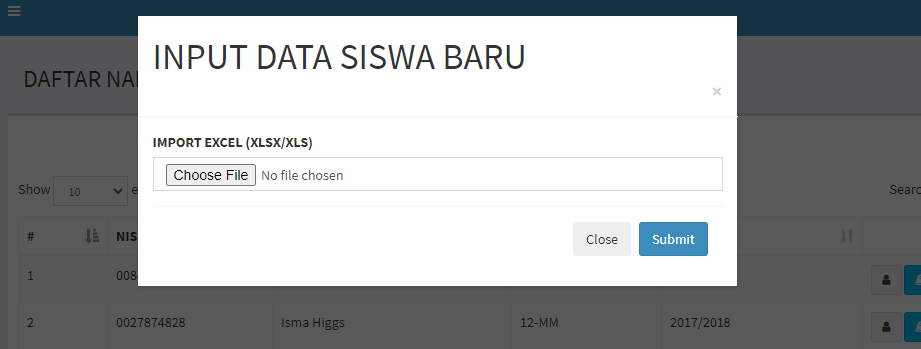 INPUT DATA SISWA BARU
DAFTAR NA
×
IMPORT EXCEL (XLSX/XLS)
Choose File No file chosen
Show 10 e
Searc
Close Submit
# NIS
1 008
2 0027874828 Isma Higgs 12-MM 2017/2018